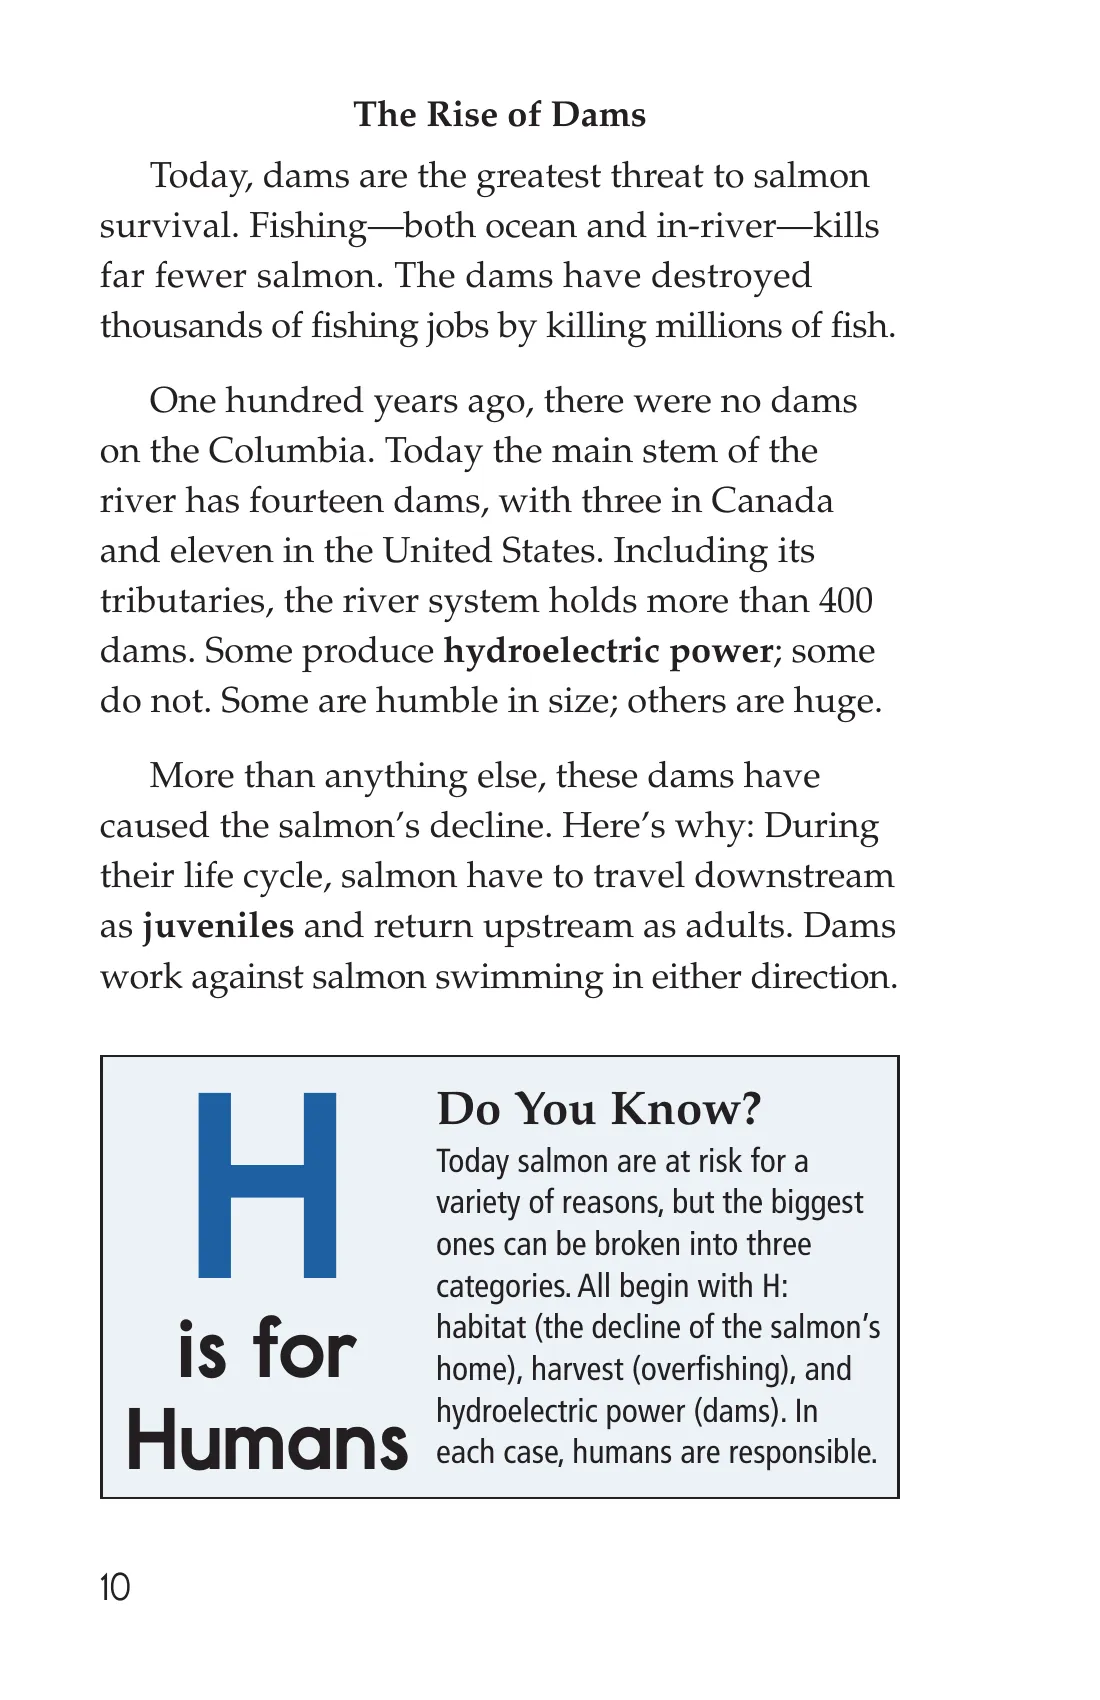 The Rise of Dams
Today, dams are the greatest threat to salmon
survival. Fishing—both ocean and in-river—kills
far fewer salmon. The dams have destroyed
thousands of fishing jobs by killing millions of fish.
One hundred years ago, there were no dams
on the Columbia. Today the main stem of the
river has fourteen dams, with three in Canada
and eleven in the United States. Including its
tributaries, the river system holds more than 400
dams. Some produce hydroelectric power; some
do not. Some are humble in size; others are huge.
More than anything else, these dams have
caused the salmon’s decline. Here’s why: During
their life cycle, salmon have to travel downstream
as juveniles and return upstream as adults. Dams
work against salmon swimming in either direction.
H
is for
Humans
Do You Know?
Today salmon are at risk for a
variety of reasons, but the biggest
ones can be broken into three
categories. All begin with H:
habitat (the decline of the salmon’s
home), harvest (overfishing), and
hydroelectric power (dams). In
each case, humans are responsible.
10